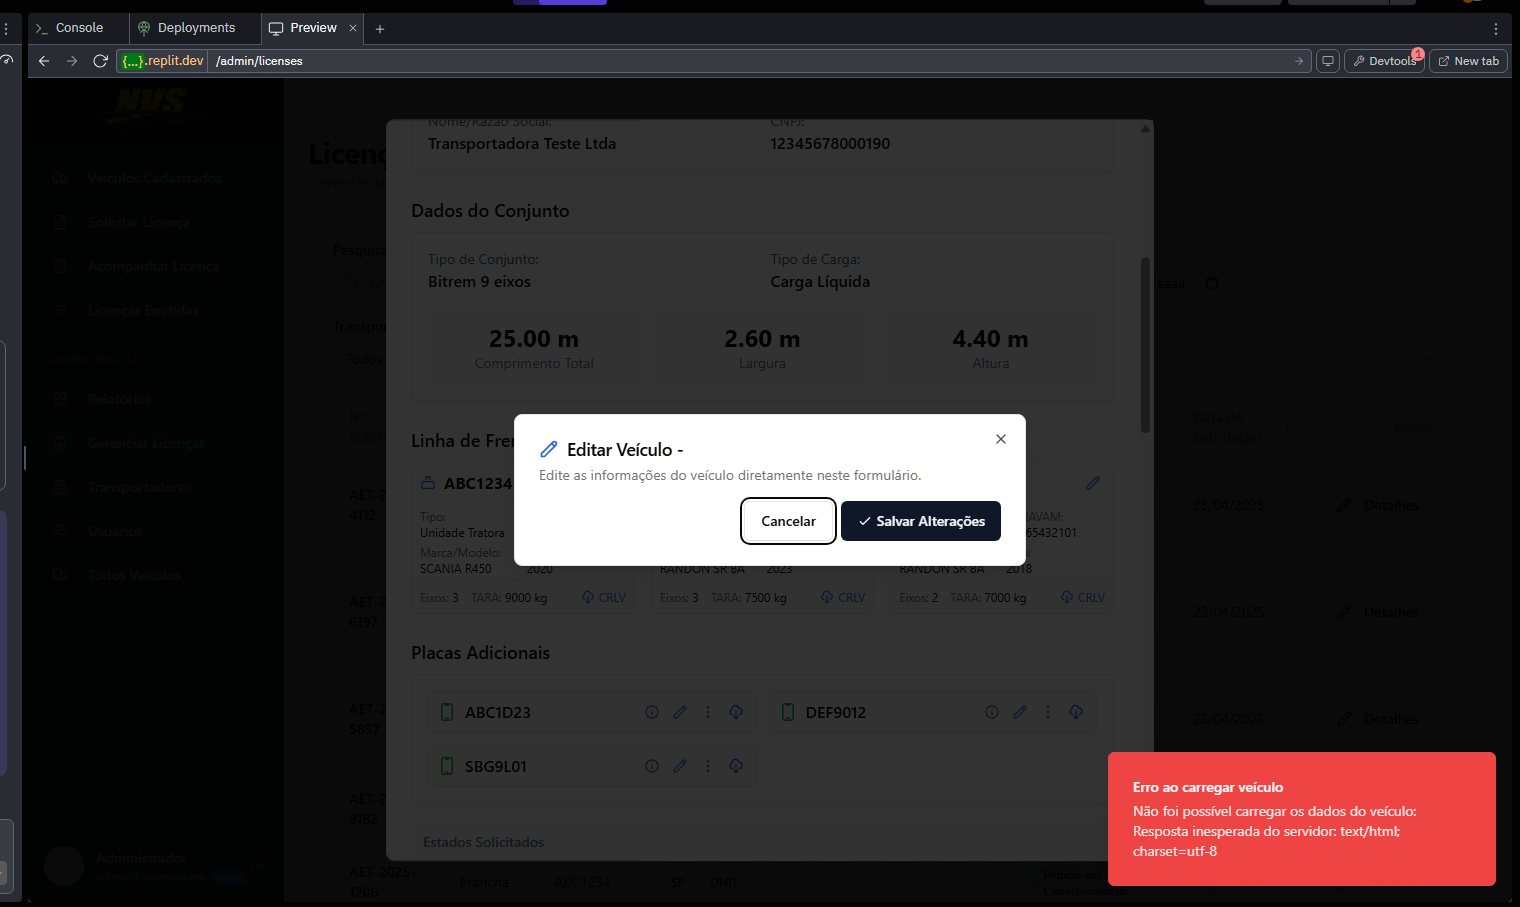 Console
Deployments
Preview
{...}.replit.dev
/admin/licenses
Devtools
1
New tab
NVS
Veículos Cadastrados
Solicitar Licença
Acompanhar Licença
Licenças Emitidas
Relatórios
Gerenciar Licenças
Transportadoras
Usuários
Todos Veículos
Administrador
admin@sistema.com
Licenç
Gerencie
Pesquisa
Transpor
Todos
Nº
Solicit
AET-2
4112
AET-2
6197
AET-2
5837
AET-2
9182
AET-2025-
1206
Prancha
ABC1234
SP
DNIT
Pedido em
Cadastramento
aaaa
Data de
Solicitação
Ações
23/04/2025
Detalhes
23/04/2025
Detalhes
23/04/2025
Detalhes
Nome/Razão Social:
CNPJ:
Transportadora Teste Ltda
12345678000190
Dados do Conjunto
Tipo de Conjunto:
Tipo de Carga:
Bitrem 9 eixos
Carga Líquida
25.00 m
2.60 m
4.40 m
Comprimento Total
Largura
Altura
Linha de Fre
ABC1234
Tipo:
Unidade Tratora
Marca/Modelo:
SCANIA R450
2020
RANDON SR BA
2023
RANDON SR BA
2018
AVAM:
65432101
Eixos: 3
TARA: 9000 kg
CRLV
Eixos: 3
TARA: 7500 kg
CRLV
Eixos: 2
TARA: 7000 kg
CRLV
Editar Veículo -
Edite as informações do veículo diretamente neste formulário.
Cancelar
Salvar Alterações
Placas Adicionais
ABC1D23
DEF9012
SBG9L01
Estados Solicitados
Erro ao carregar veículo
Não foi possível carregar os dados do veículo:
Resposta inesperada do servidor: text/html;
charset=utf-8